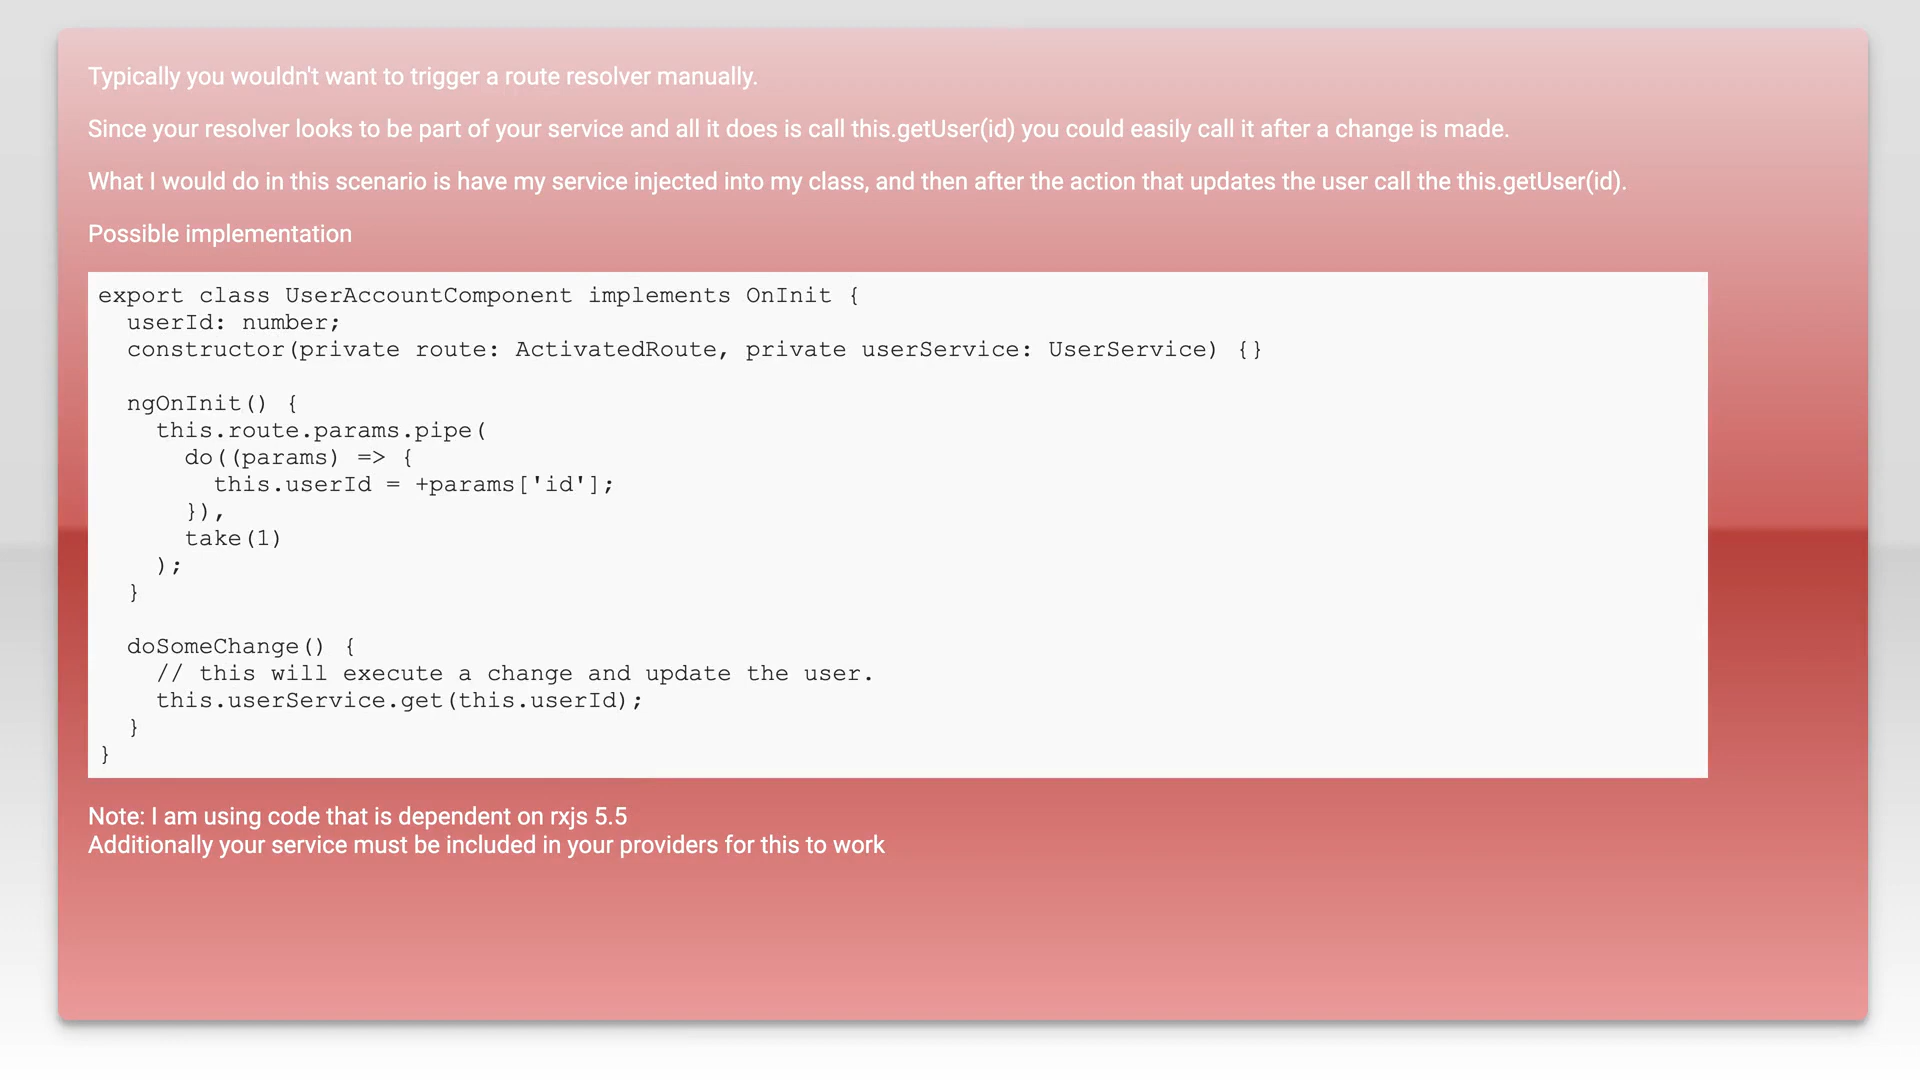 Typically you wouldn't want to trigger a route resolver manually.
Since your resolver looks to be part of your service and all it does is call this.getUser(id) you could easily call it after a change is made.
What I would do in this scenario is have my service injected into my class, and then after the action that updates the user call the this.getUser(id).
Possible implementation
export class UserAccountComponent implements OnInit {
  userId: number;
  constructor(private route: ActivatedRoute, private userService: UserService) {}

  ngOnInit() {
    this.route.params.pipe(
      do((params) => {
        this.userId = +params['id'];
      }),
      take(1)
    );
  }

  doSomeChange() {
    // this will execute a change and update the user.
    this.userService.get(this.userId);
  }
}
Note: I am using code that is dependent on rxjs 5.5
Additionally your service must be included in your providers for this to work